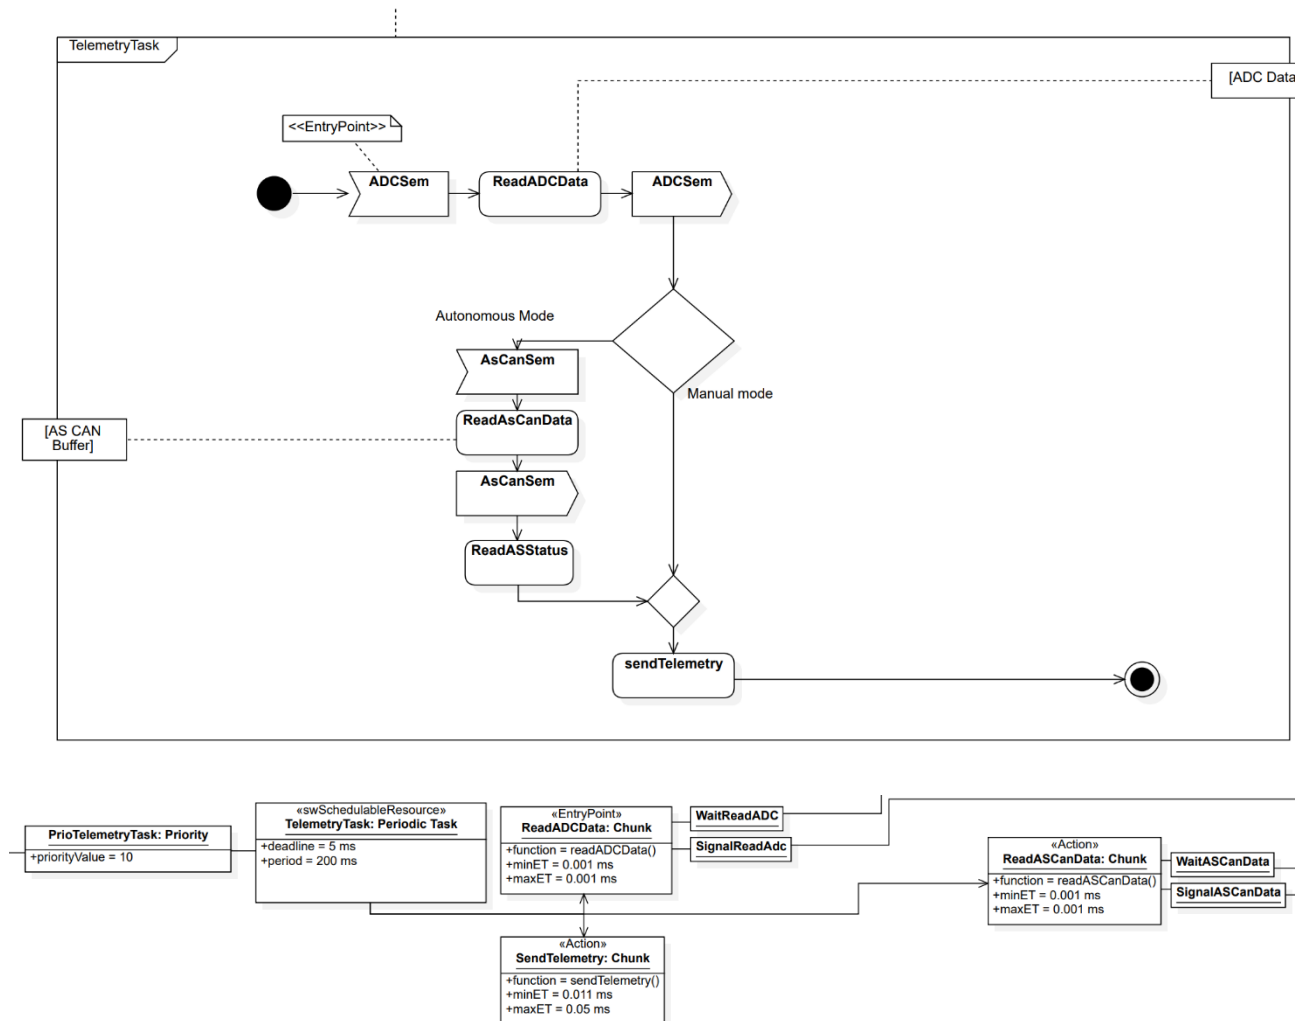 TelemetryTask
[ADC Data
<<EntryPoint>>
ADCSem
ReadADCData
ADCSem
Autonomous Mode
AsCanSem
Manual mode
ReadAsCanData
[AS CAN
Buffer]
AsCanSem
ReadASStatus
sendTelemetry
PrioTelemetryTask: Priority
+priorityValue = 10
«swSchedulableResource»
TelemetryTask: Periodic Task
+deadline = 5 ms
+period = 200 ms
«EntryPoint»
ReadADCData: Chunk
+function = readADCData()
+minET = 0.001 ms
+maxET = 0.001 ms
WaitReadADC
SignalReadAdc
«Action»
ReadASCanData: Chunk
+function = readASCanData()
+minET = 0.001 ms
+maxET = 0.001 ms
WaitASCanData
SignalASCanData
«Action»
SendTelemetry: Chunk
+function = sendTelemetry()
+minET = 0.011 ms
+maxET = 0.05 ms